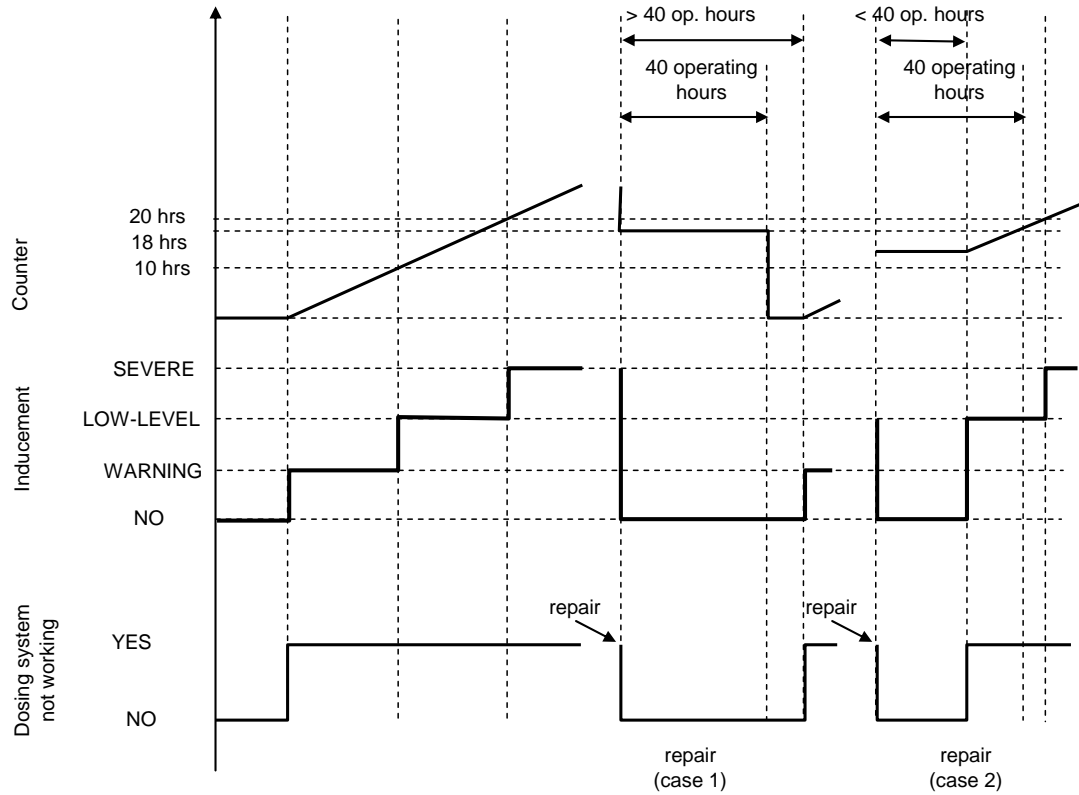 > 40 op. hours
< 40 op. hours
40 operating
hours
40 operating
hours
Counter
20 hrs
18 hrs
10 hrs
Inducement
SEVERE
LOW-LEVEL
WARNING
NO
Dosing system
not working
YES
NO
repair
repair
repair
(case 1)
repair
(case 2)